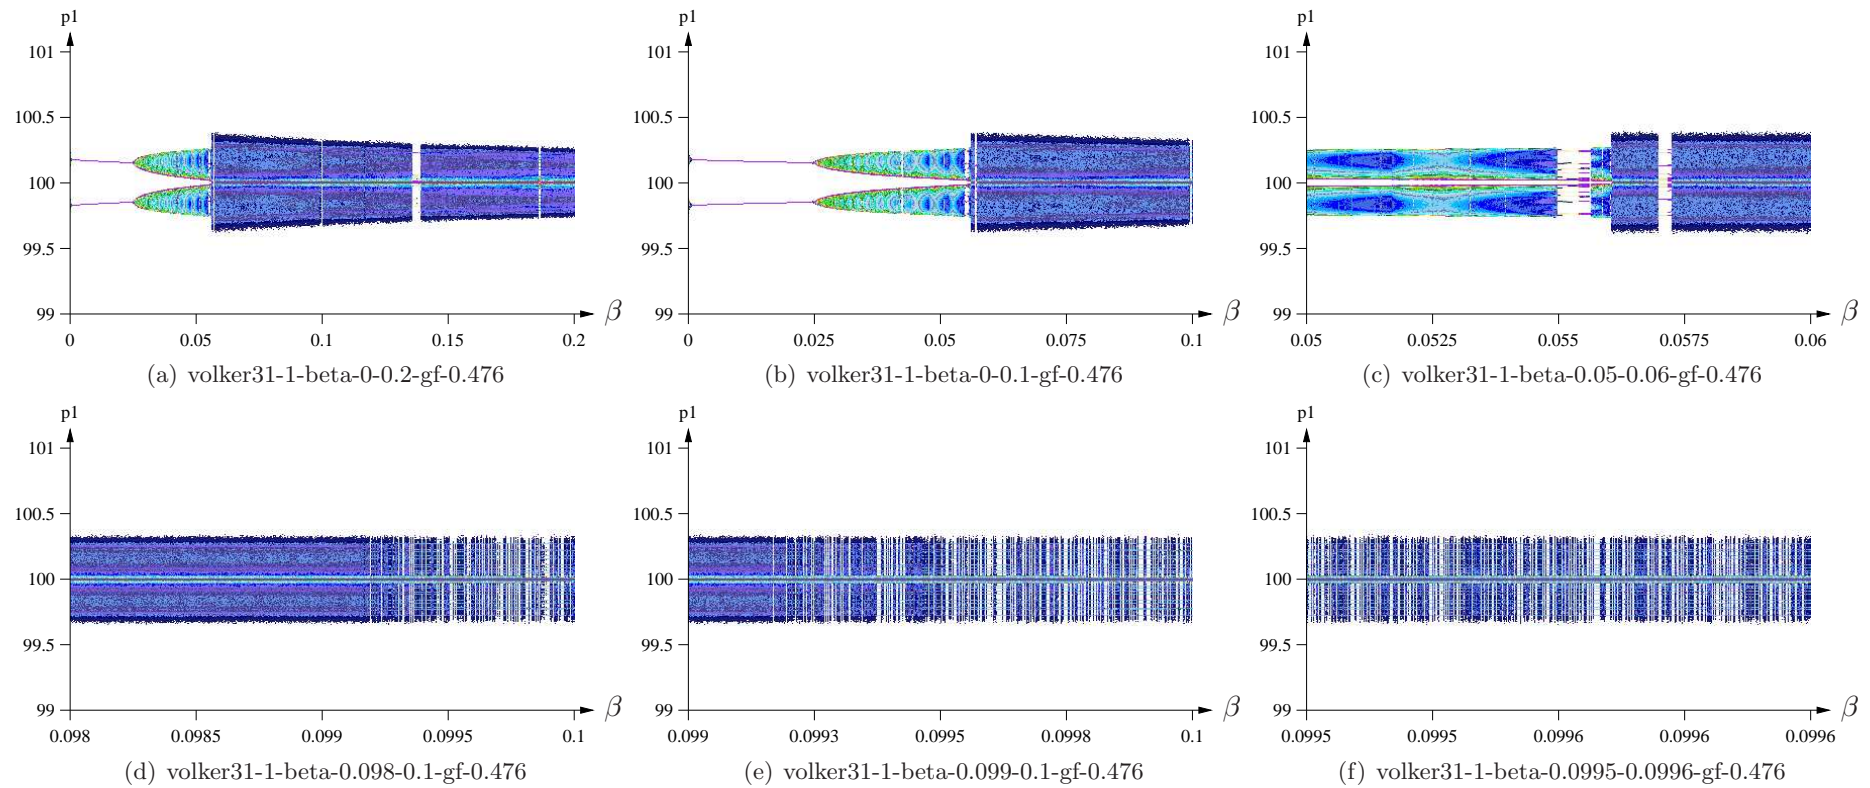 p1
101
100.5
100
99.5
99
0 0.05 0.1 0.15 0.2
β
(a) volker31-1-beta-0-0.2-gf-0.476
p1
101
100.5
100
99.5
99
0 0.025 0.05 0.075 0.1
β
(b) volker31-1-beta-0-0.1-gf-0.476
p1
101
100.5
100
99.5
99
0.05 0.0525 0.055 0.0575 0.06
β
(c) volker31-1-beta-0.05-0.06-gf-0.476
p1
101
100.5
100
99.5
99
0.098 0.0985 0.099 0.0995 0.1
β
(d) volker31-1-beta-0.098-0.1-gf-0.476
p1
101
100.5
100
99.5
99
0.099 0.0993 0.0995 0.0998 0.1
β
(e) volker31-1-beta-0.099-0.1-gf-0.476
p1
101
100.5
100
99.5
99
0.0995 0.0995 0.0996 0.0996 0.0996
β
(f) volker31-1-beta-0.0995-0.0996-gf-0.476